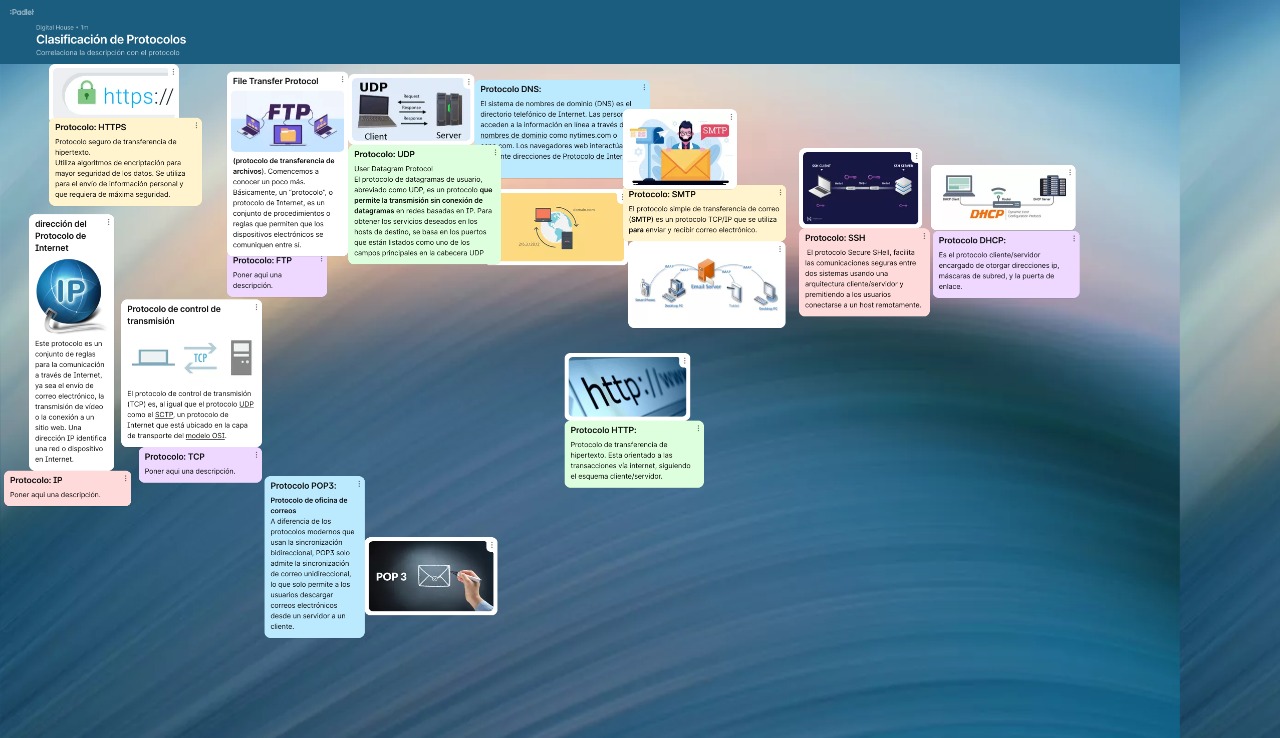 :Padlet
Digital House • 1m
Clasificación de Protocolos
Correlaciona la descripción con el protocolo
https://
Protocolo: HTTPS
Protocolo seguro de transferencia de
hipertexto.
Utiliza algoritmos de encriptación para
mayor seguridad de los datos. Se utiliza
para el envío de información personal y
que requiera de máxima seguridad.
File Transfer Protocol
FTP
(protocolo de transferencia de
archivos). Comencemos a
conocer un poco más.
Básicamente, un "protocolo", o
protocolo de Internet, es un
conjunto de procedimientos o
reglas que permiten que los
dispositivos electrónicos se
comuniquen entre sí.
Protocolo: FTP
Poner aquí una
descripción.
UDP
Request
Response
Response
Client
Server
Protocolo: UDP
User Datagram Protocol
El protocolo de datagramas de usuario,
abreviado como UDP, es un protocolo que
permite la transmisión sin conexión de
datagramas en redes basadas en IP. Para
obtener los servicios deseados en los
hosts de destino, se basa en los puertos
que están listados como uno de los
campos principales en la cabecera UDP
Protocolo DNS:
El sistema de nombres de dominio (DNS) es el
directorio telefónico de Internet. Las person
acceden a la información en línea a través d
nombres de dominio como nytimes.com o
.com. Los navegadores web interactúa
nte direcciones de Protocolo de Inter
SMTP
Protocolo: SMTP
El protocolo simple de transferencia de correo
(SMTP) es un protocolo TCP/IP que se utiliza
para enviar y recibir correo electrónico.
Email Server
SSH CLIENT
SSH SERVER
Protocolo: SSH
El protocolo Secure SHell, facilita
las comunicaciones seguras entre
dos sistemas usando una
arquitectura cliente/servidor y
premitiendo a los usuarios
conectarse a un host remotamente.
DHCP Client
Router
DHCP Server
DHCP
Protocolo DHCP:
Es el protocolo cliente/servidor
encargado de otorgar direcciones ip,
máscaras de subred, y la puerta de
enlace.
dirección del
Protocolo de
Internet
IP
Este protocolo es un
conjunto de reglas
para la comunicación
a través de Internet,
ya sea el envío de
correo electrónico, la
transmisión de vídeo
o la conexión a un
sitio web. Una
dirección IP identifica
una red o dispositivo
en Internet.
Protocolo: IP
Poner aquí una descripción.
Protocolo de control de
transmisión
TCP
El protocolo de control de transmisión
(TCP) es, al igual que el protocolo UDP
como el SCTP, un protocolo de
Internet que está ubicado en la capa
de transporte del modelo OSI.
Protocolo: TCP
Poner aquí una descripción.
http://ww
Protocolo HTTP:
Protocolo de transferencia de
hipertexto. Esta orientado a las
transacciones vía internet, siguiendo
el esquema cliente/servidor.
Protocolo POP3:
Protocolo de oficina de
correos
A diferencia de los
protocolos modernos que
usan la sincronización
bidireccional, POP3 solo
admite la sincronización
de correo unidireccional,
lo que solo permite a los
usuarios descargar
correos electrónicos
desde un servidor a un
cliente.
POP 3